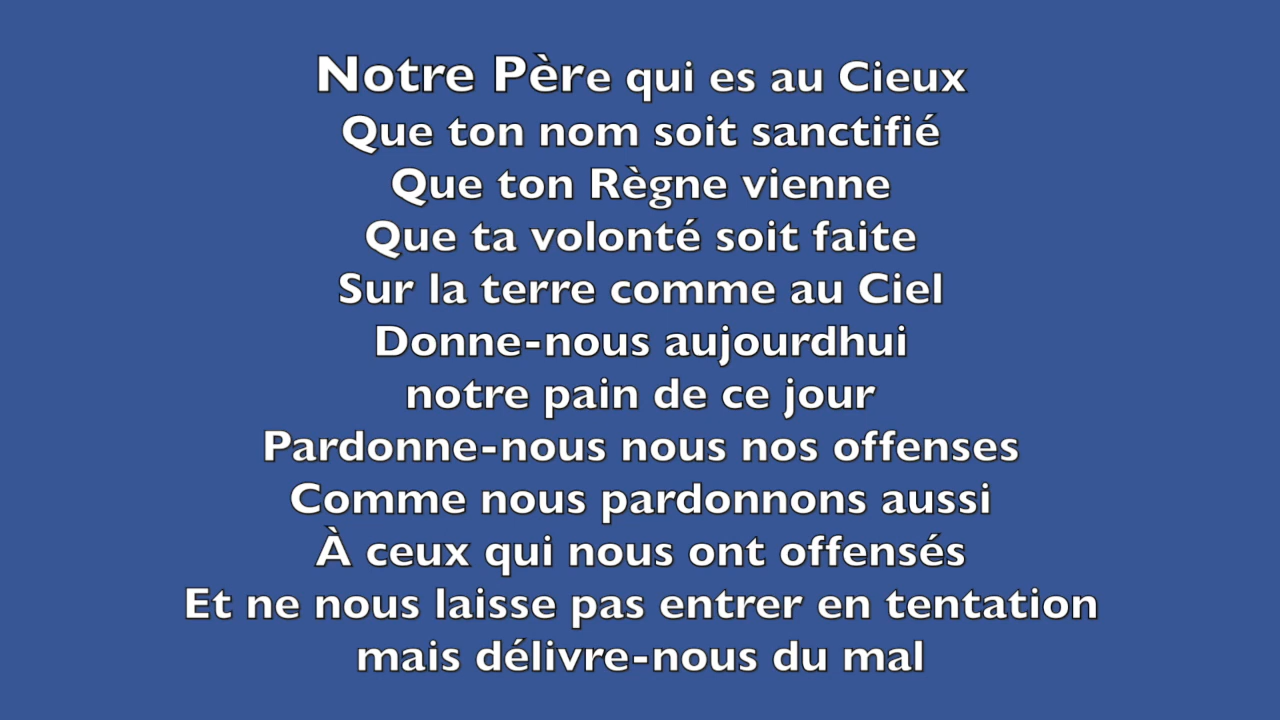 Notre Père qui es au Cieux
Que ton nom soit sanctifié
Que ton Règne vienne
Que ta volonté soit faite
Sur la terre comme au Ciel
Donne-nous aujourdhui
notre pain de ce jour
Pardonne-nous nous nos offenses
Comme nous pardonnons aussi
À ceux qui nous ont offensés
Et ne nous laisse pas entrer en tentation
mais délivre-nous du mal